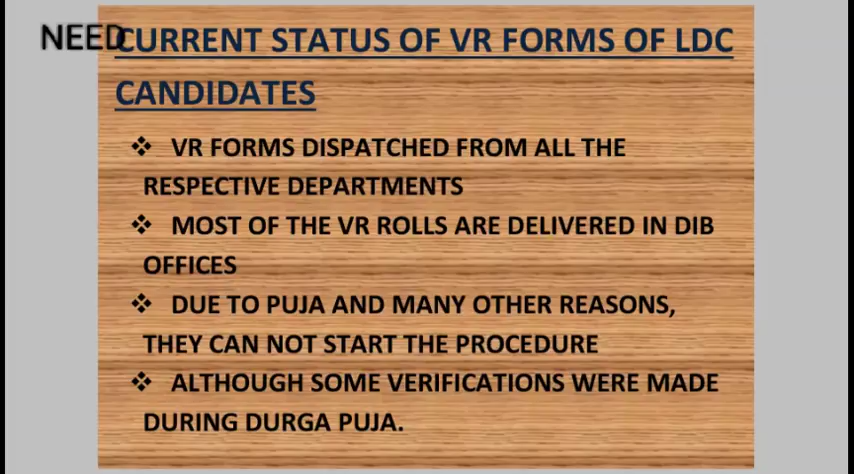 NEED
CURRENT STATUS OF VR FORMS OF LDC
CANDIDATES
❖ VR FORMS DISPATCHED FROM ALL THE
RESPECTIVE DEPARTMENTS
❖ MOST OF THE VR ROLLS ARE DELIVERED IN DIB
OFFICES
❖ DUE TO PUJA AND MANY OTHER REASONS,
THEY CAN NOT START THE PROCEDURE
❖ ALTHOUGH SOME VERIFICATIONS WERE MADE
DURING DURGA PUJA.